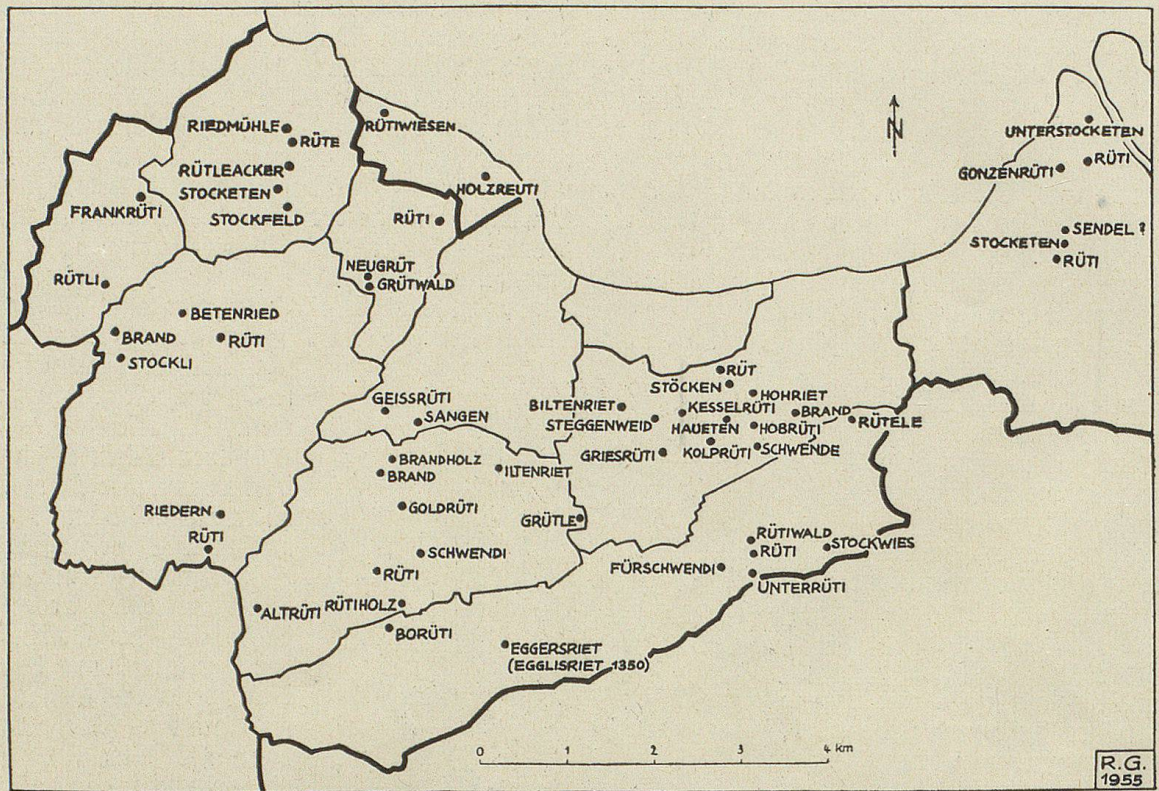 RIEDMÜHLE
RÜTE
RÜTLEACKER
STOCKETEN
STOCKFELD
FRANKRÜTI
RÜTLI
RÜTIWIESEN
HOLZREUTI
RÜTI
NEUGRÜT
GRÜTWALD
N
UNTERSTOCKETEN
RÜTI
GONZENRÜTI
SENDEL ?
STOCKETEN
RÜTI
BETENRIED
BRAND
RÜTI
STOCKLI
GEISSRÜTI
SANGEN
RÜT
STÖCKEN
HOHRIET
BILTENRIET
KESSELRÜTI
BRAND
STEGGENWEID
HAUETEN
HOBRÜTI
RÜTELE
GRIESRÜTI
KOLPRÜTI
SCHWENDE
BRANDHOLZ
BRAND
ILTENRIET
GOLDRÜTI
GRÜTLE
RIEDERN
RÜTI
SCHWENDI
RÜTI
RÜTIWALD
RÜTI
STOCKWIES
FÜRSCHWENDI
UNTERRÜTI
ALTRÜTI
RÜTIHOLZ
BORÜTI
EGGERSRIET
(EGGLISRIET 1350)
0 1 2 3 4 km
R.G.
1955